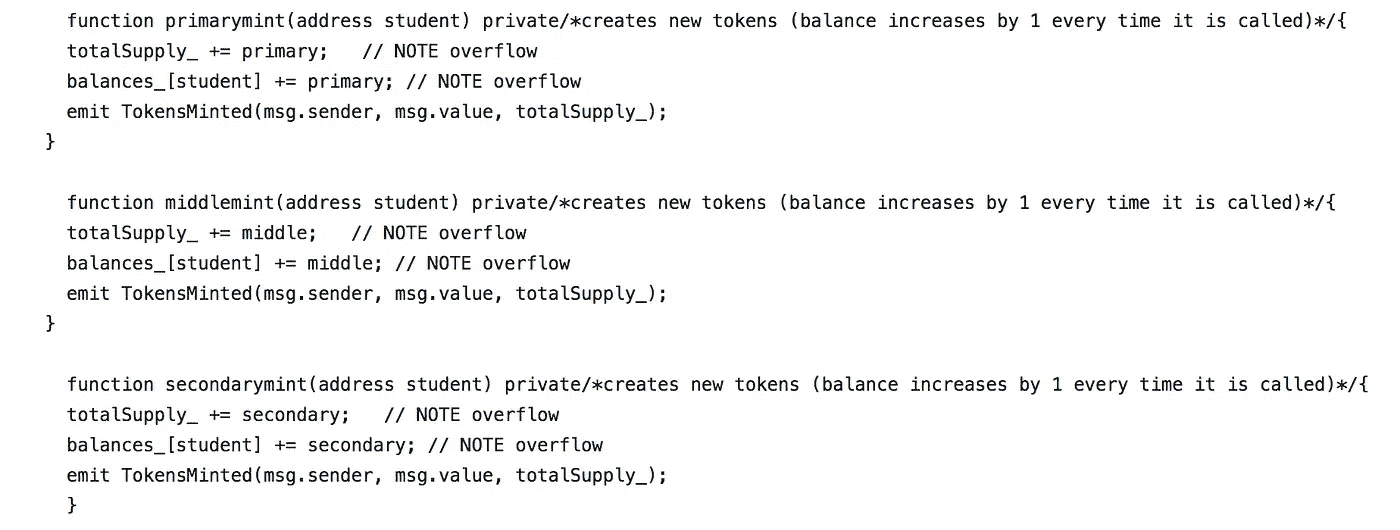 function primarymint(address student) private/*creates new tokens (balance increases by 1 every time it is called)*/{
totalSupply_ += primary;   // NOTE overflow
balances_[student] += primary; // NOTE overflow
emit TokensMinted(msg.sender, msg.value, totalSupply_);
}
function middlemint(address student) private/*creates new tokens (balance increases by 1 every time it is called)*/{
totalSupply_ += middle;   // NOTE overflow
balances_[student] += middle; // NOTE overflow
emit TokensMinted(msg.sender, msg.value, totalSupply_);
}
function secondarymint(address student) private/*creates new tokens (balance increases by 1 every time it is called)*/{
totalSupply_ += secondary;   // NOTE overflow
balances_[student] += secondary; // NOTE overflow
emit TokensMinted(msg.sender, msg.value, totalSupply_);
}